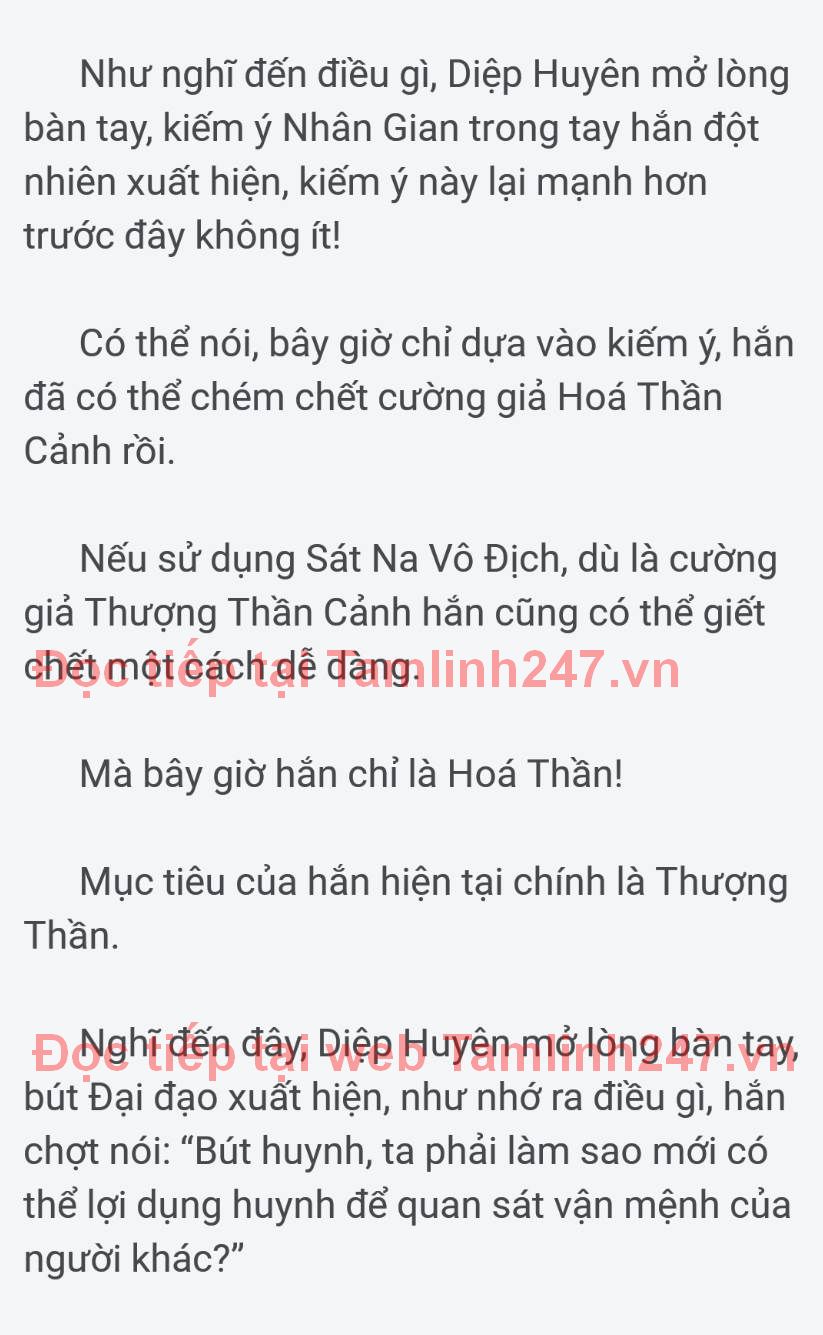 Như nghĩ đến điều gì, Diệp Huyên mở lòng
bàn tay, kiếm ý Nhân Gian trong tay hắn đột
nhiên xuất hiện, kiếm ý này lại mạnh hơn
trước đây không ít!
Có thể nói, bây giờ chỉ dựa vào kiếm ý, hắn
đã có thể chém chết cường giả Hoá Thần
Cảnh rồi.
Nếu sử dụng Sát Na Vô Địch, dù là cường
giả Thượng Thần Cảnh hắn cũng có thể giết
chết một cách dễ dàng.
Đọc tiếp tại Tamlinh247.vn
Mà bây giờ hắn chỉ là Hoá Thần!
Mục tiêu của hắn hiện tại chính là Thượng
Thần.
Nghĩ đến đây, Diệp Huyên mở lòng bàn tay,
Đọc tiếp tại web Tamlinh247.vn
bút Đại đạo xuất hiện, như nhớ ra điều gì, hắn
chợt nói: “Bút huynh, ta phải làm sao mới có
thể lợi dụng huynh để quan sát vận mệnh của
người khác?”